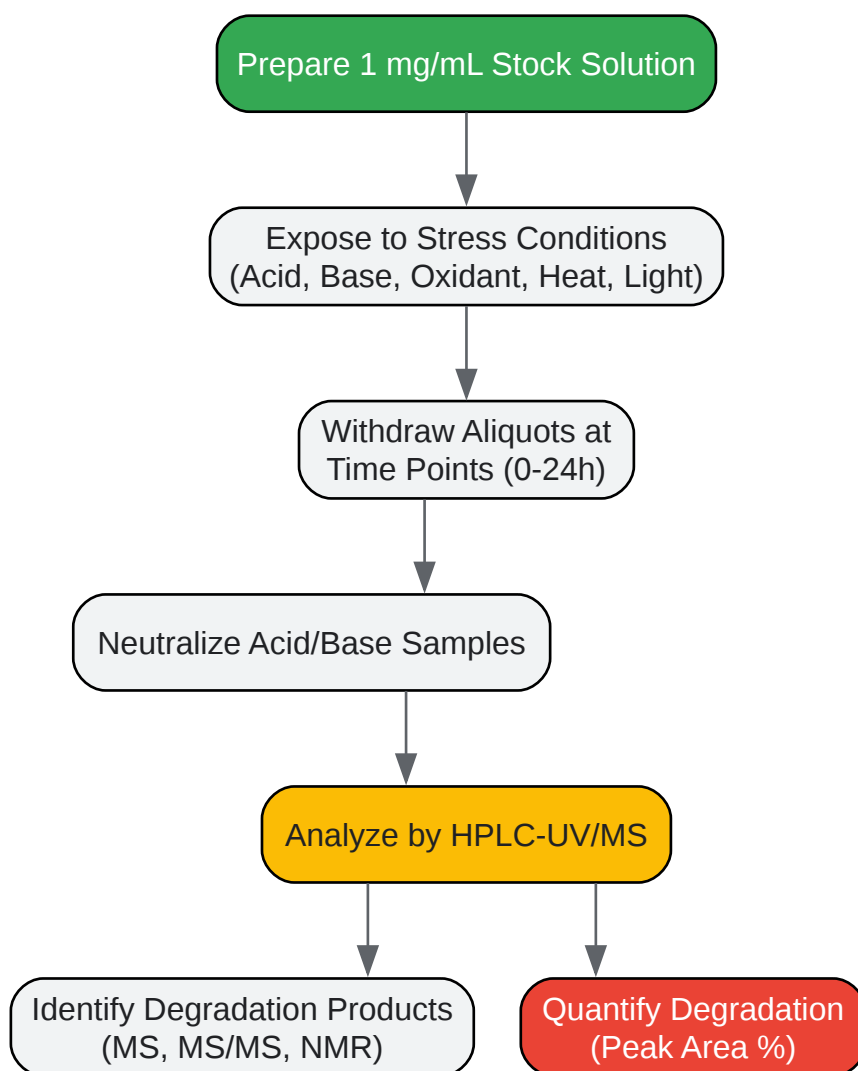 Prepare 1 mg/mL Stock Solution
Expose to Stress Conditions
(Acid, Base, Oxidant, Heat, Light)
Withdraw Aliquots at
Time Points (0-24h)
Neutralize Acid/Base Samples
Analyze by HPLC-UV/MS
Identify Degradation Products
(MS, MS/MS, NMR)
Quantify Degradation
(Peak Area %)